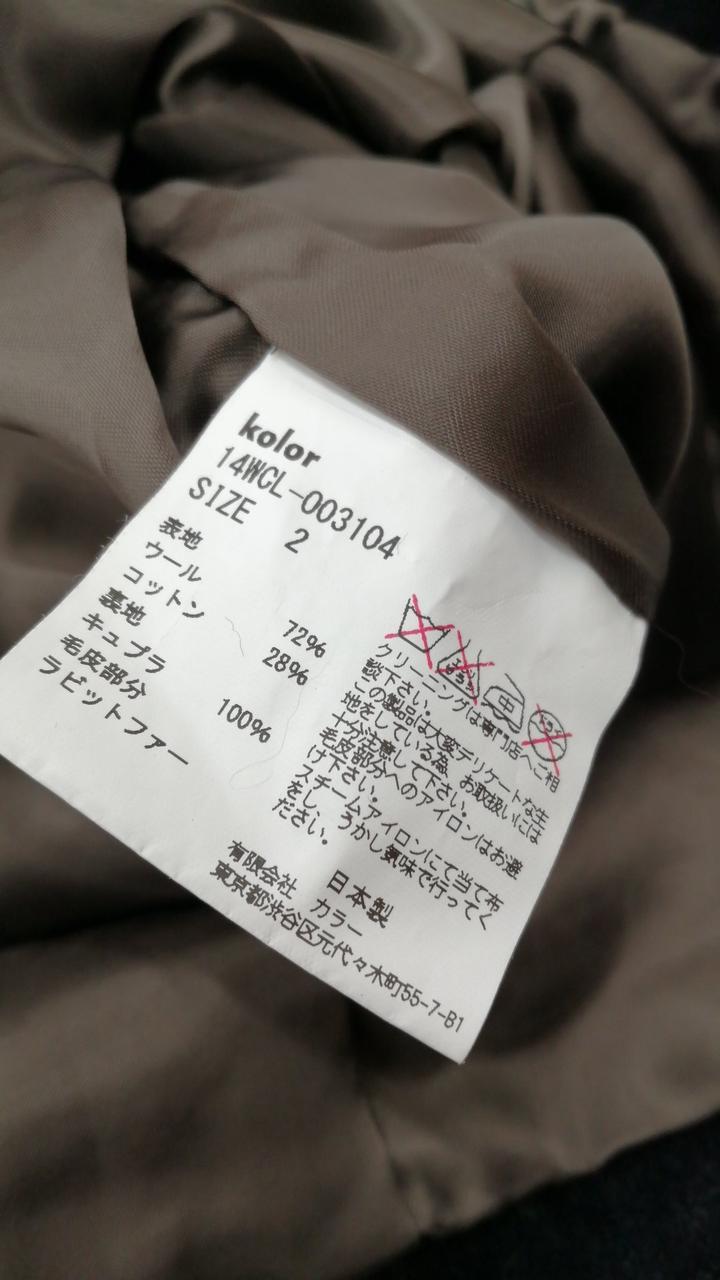 kolor
14WCL-003104
SIZE 2
表地
ウール 72%
コットン 28%
裏地
キュプラ 100%
毛皮部分
ラビットファー
クリーニングは専門店へご相
談下さい。
この製品は大変デリケートな生
地をしている為、お取扱いには
十分注意して下さい。
毛皮部分へのアイロンはお避
け下さい。
スチームアイロンにて当て布
をし、うかし気味で行ってく
ださい。
日本製
有限会社 カラー
東京都渋谷区元代々木町55-7-B1